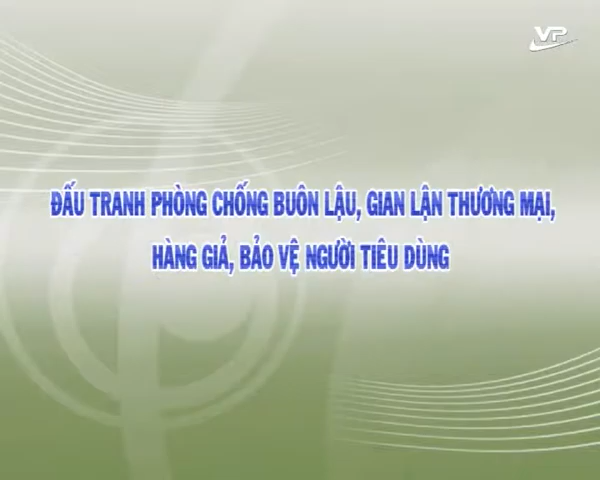 VP
ĐẤU TRANH PHÒNG CHỐNG BUÔN LẬU, GIAN LẬN THƯƠNG MẠI,
HÀNG GIẢ, BẢO VỆ NGƯỜI TIÊU DÙNG